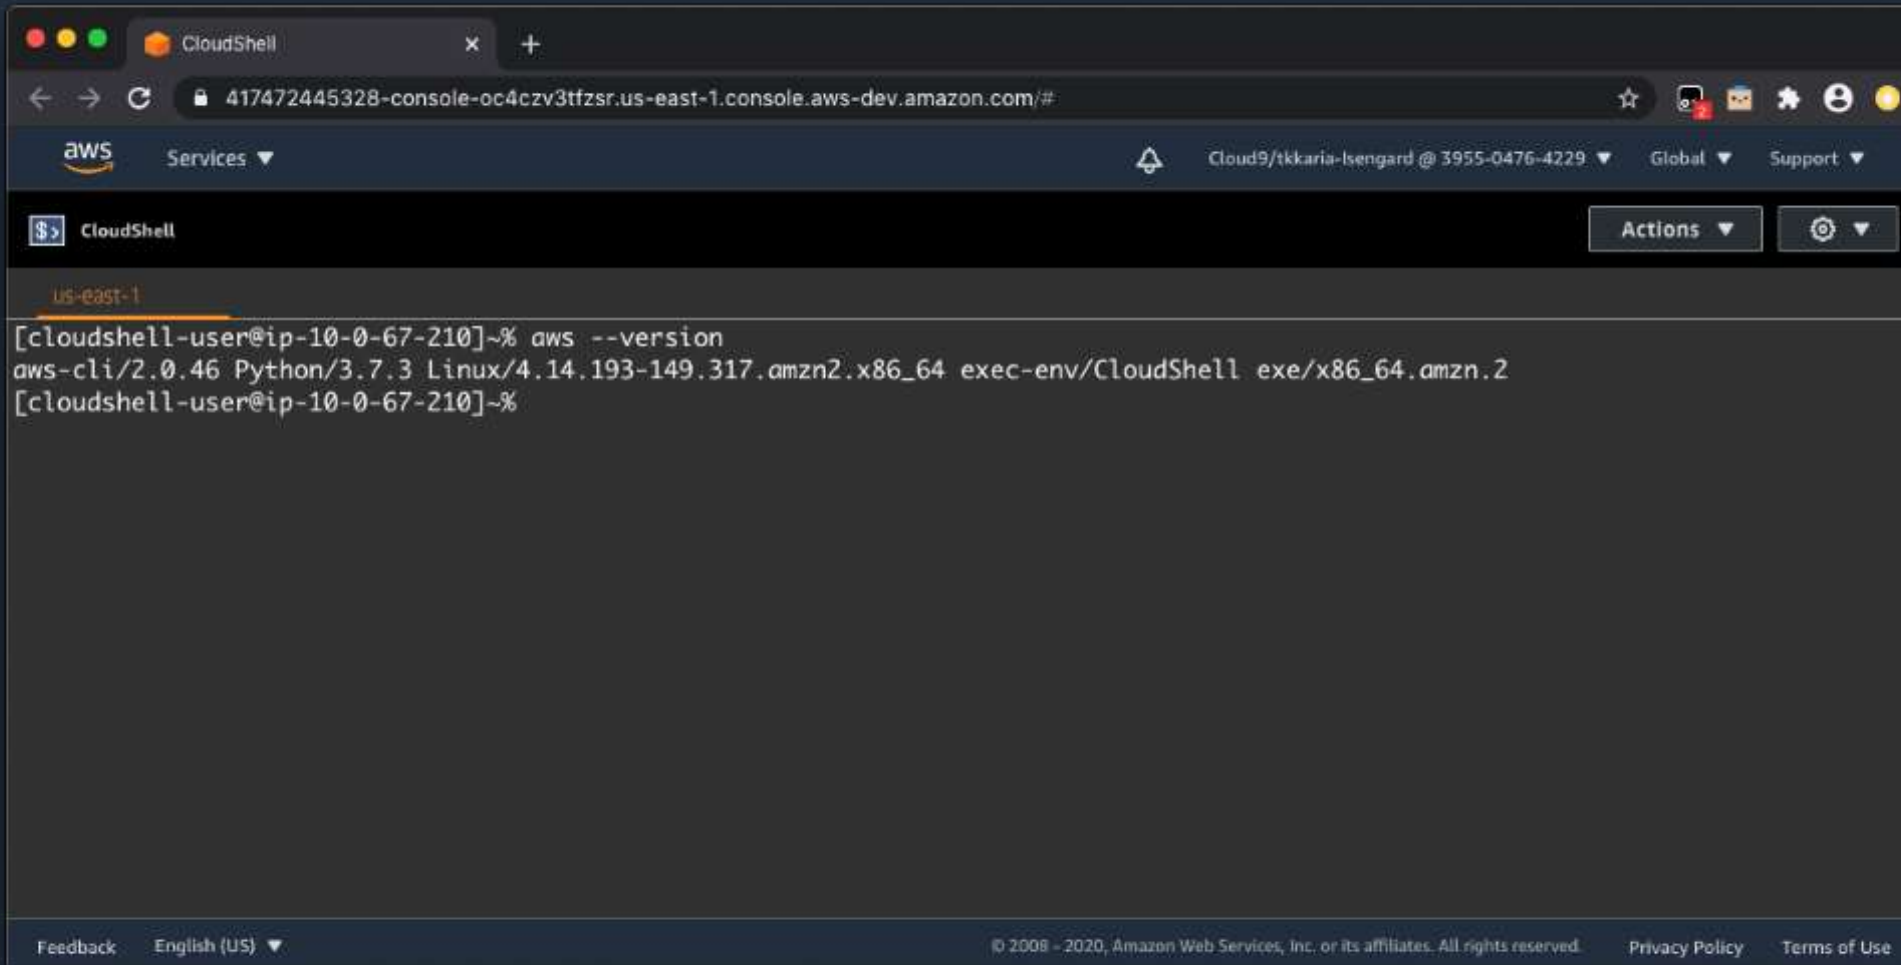 CloudShell
417472445328-console-oc4czv3tfzsr.us-east-1.console.aws-dev.amazon.com/#
2
aws Services Cloud9/tkkaria-Isengard @ 3955-0476-4229 Global Support
$> CloudShell Actions
us-east-1
[cloudshell-user@ip-10-0-67-210]~% aws --version
aws-cli/2.0.46 Python/3.7.3 Linux/4.14.193-149.317.amzn2.x86_64 exec-env/CloudShell exe/x86_64.amzn.2
[cloudshell-user@ip-10-0-67-210]~%
Feedback English (US) © 2008 - 2020, Amazon Web Services, Inc. or its affiliates. All rights reserved. Privacy Policy Terms of Use